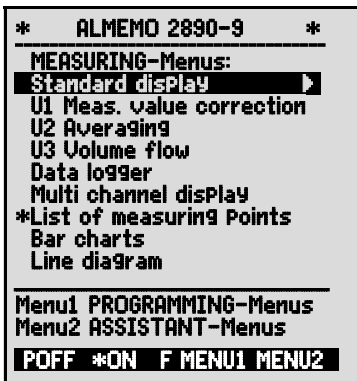 * ALMEMO 2890-9 *
MEASURING-Menus:
Standard display
U1 Meas. value correction
U2 Averaging
U3 Volume flow
Data logger
Multi channel display
*List of measuring points
Bar charts
Line diagram
Menu1 PROGRAMMING-Menus
Menu2 ASSISTANT-Menus
POFF *ON F MENU1 MENU2